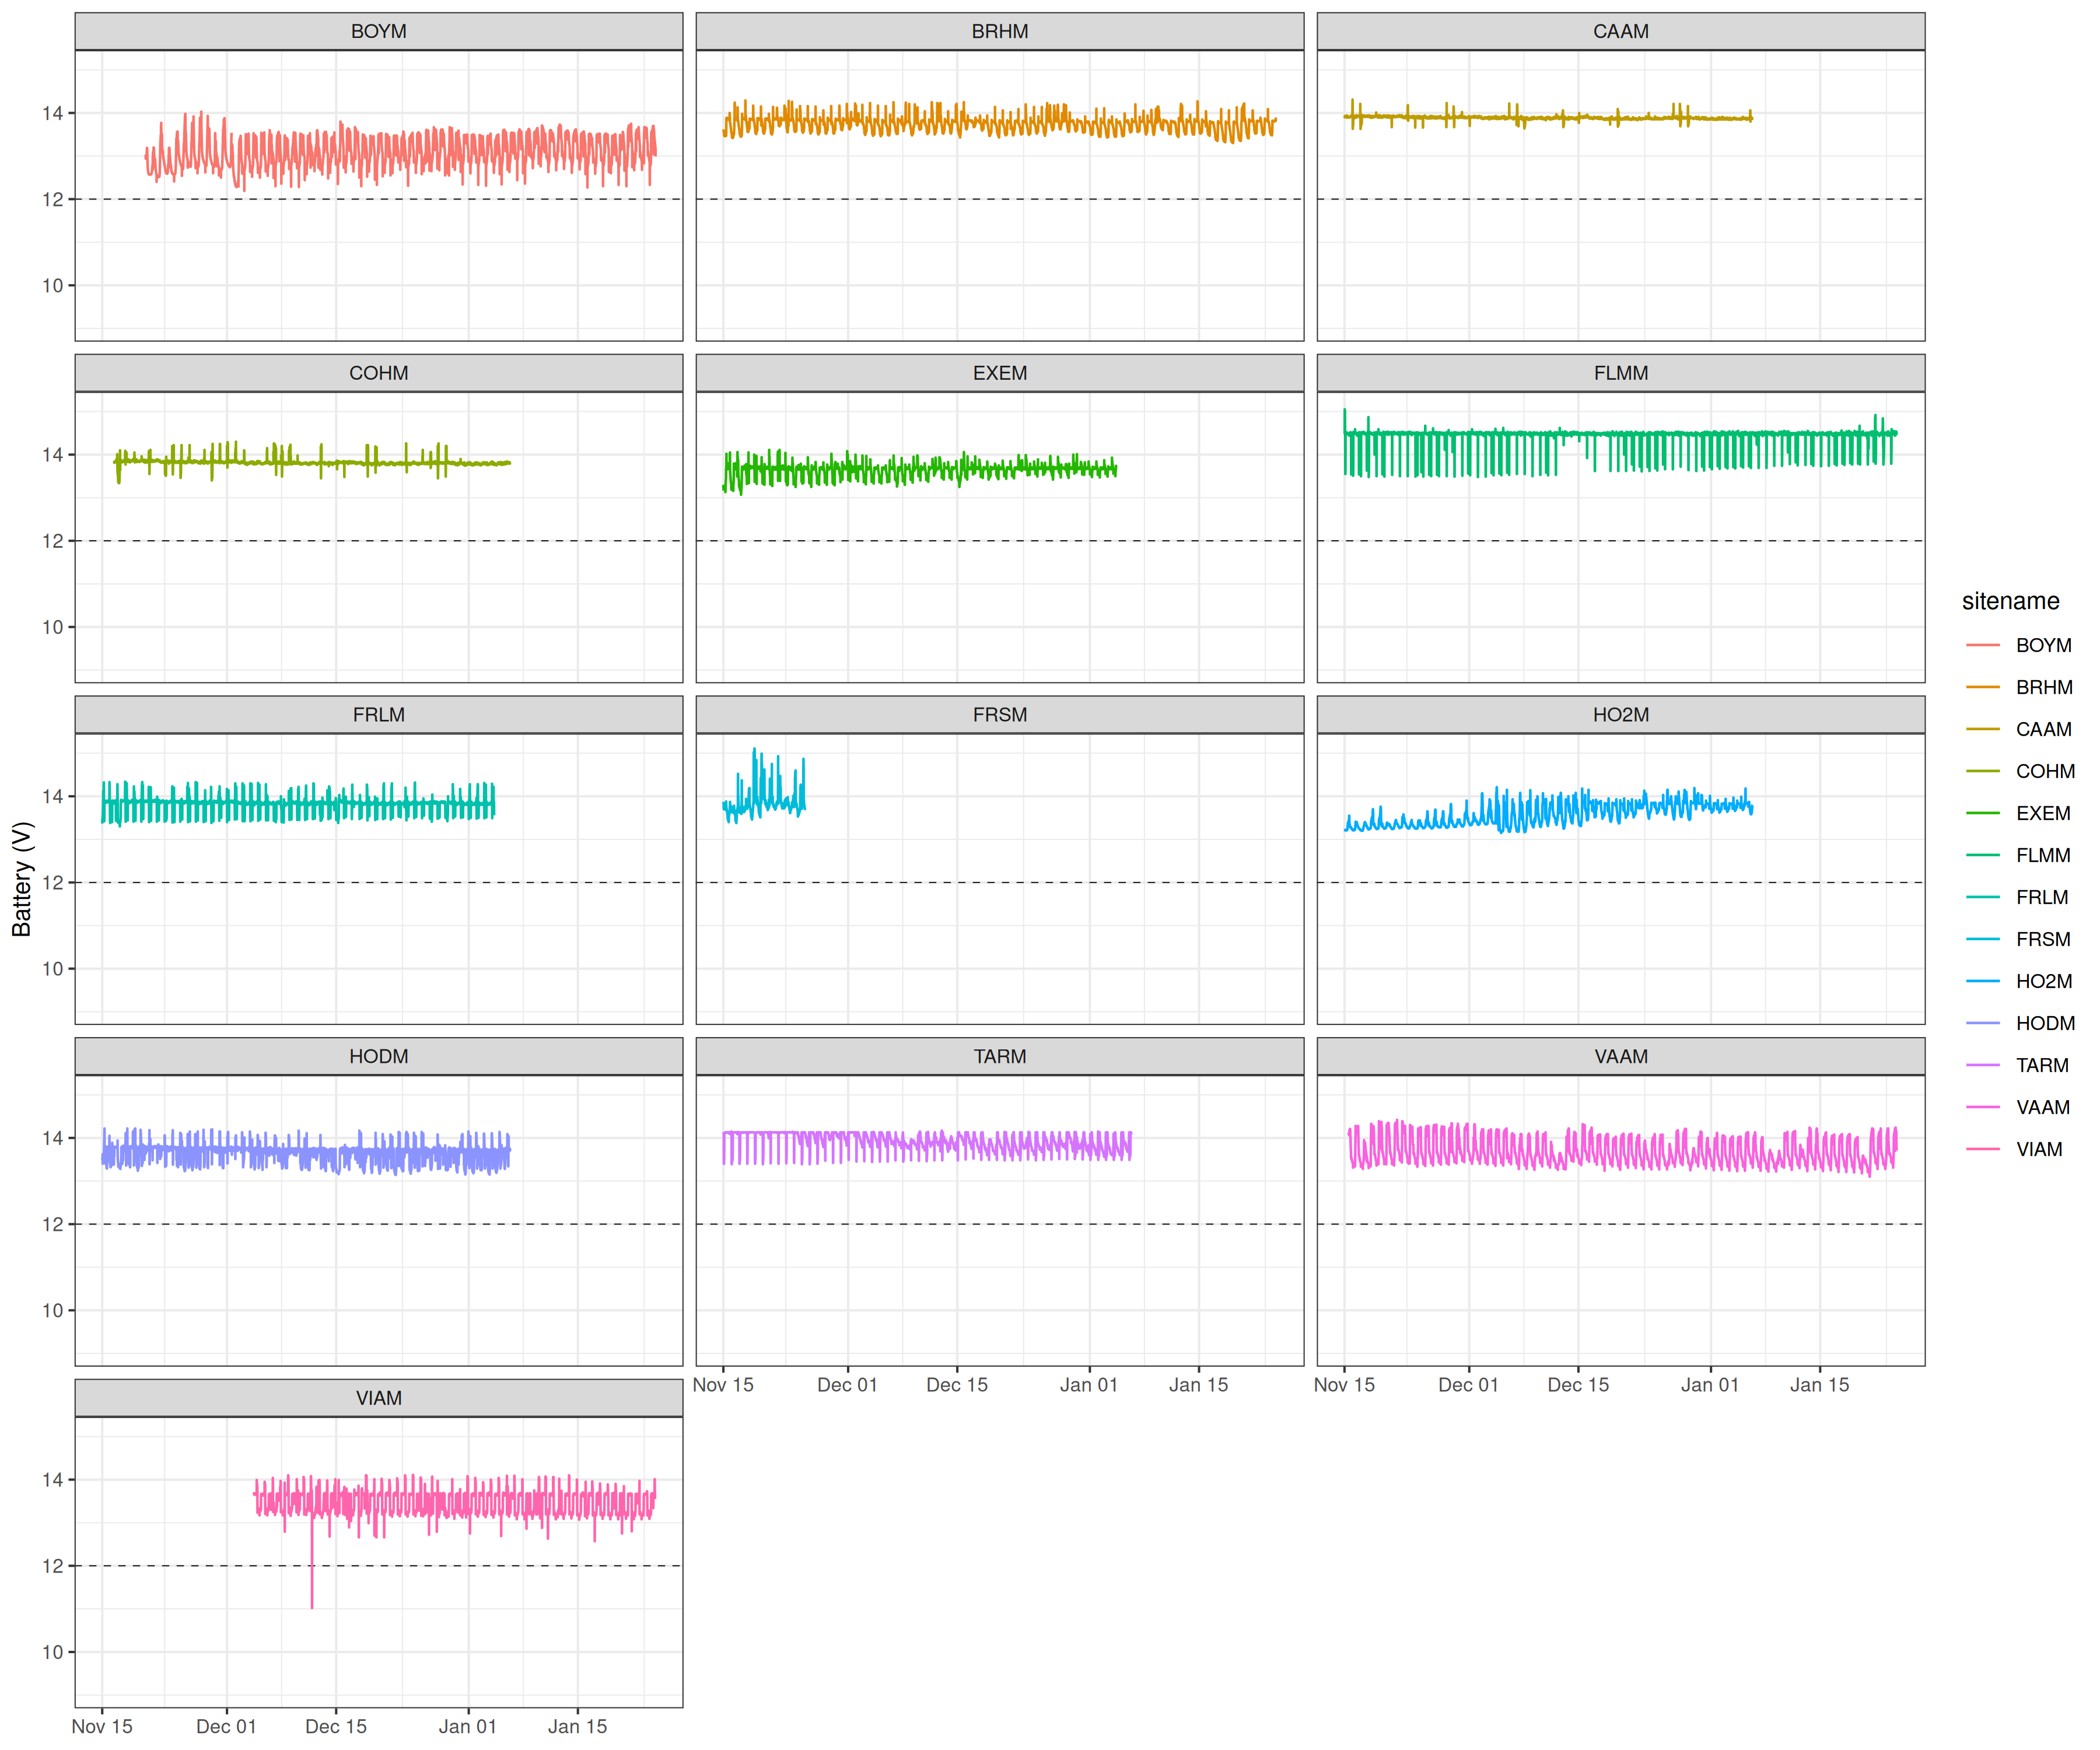 BOYM
BRHM
CAAM
14
12
10
COHM
EXEM
FLMM
14
12
10
FRLM
FRSM
HO2M
14
12
10
HODM
TARM
VAAM
14
12
10
Nov 15
Dec 01
Dec 15
Jan 01
Jan 15
Nov 15
Dec 01
Dec 15
Jan 01
Jan 15
VIAM
14
12
10
Nov 15
Dec 01
Dec 15
Jan 01
Jan 15
Battery (V)
sitename
BOYM
BRHM
CAAM
COHM
EXEM
FLMM
FRLM
FRSM
HO2M
HODM
TARM
VAAM
VIAM